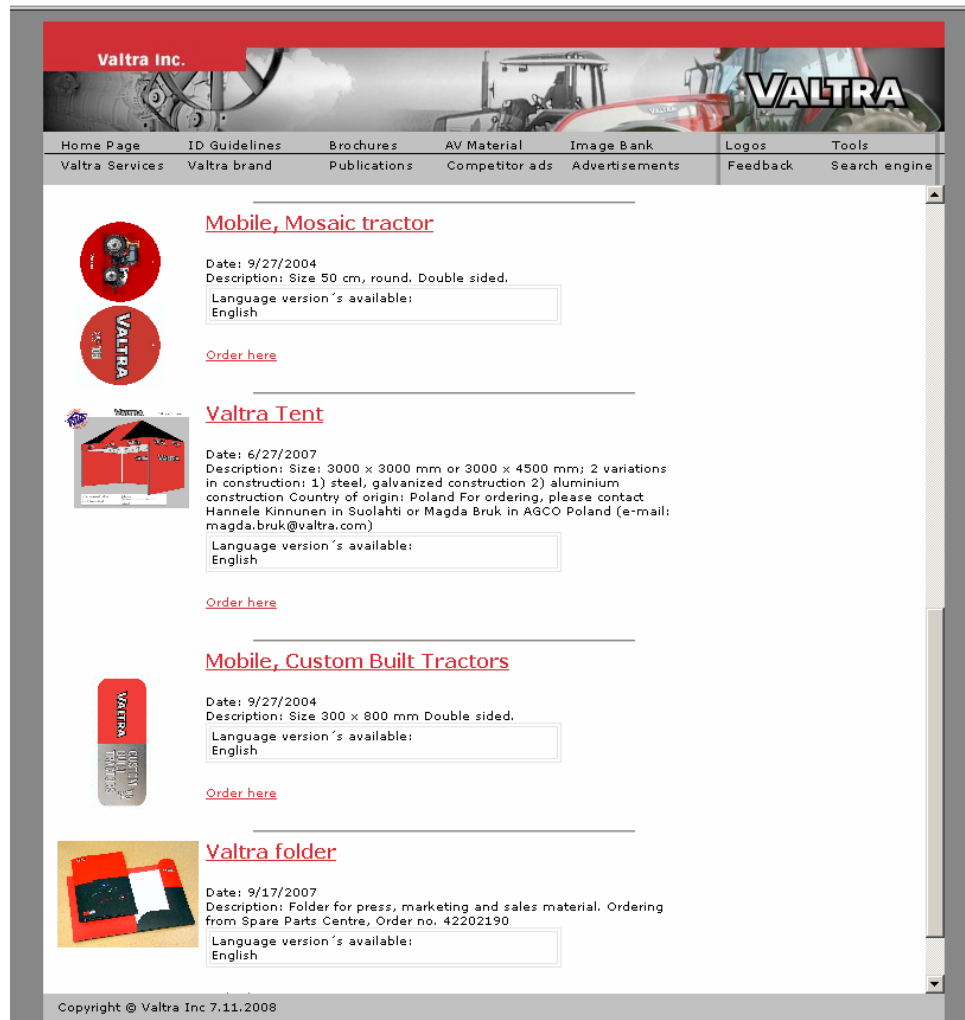 Valtra Inc.
VALTRA
Home Page ID Guidelines Brochures AV Material Image Bank Logos Tools
Valtra Services Valtra brand Publications Competitor ads Advertisements Feedback Search engine
Mobile, Mosaic tractor
Date: 9/27/2004
Description: Size 50 cm, round. Double sided.
Language version´s available:
English
VALTRA
Order here
Valtra Tent
Date: 6/27/2007
Description: Size: 3000 x 3000 mm or 3000 x 4500 mm; 2 variations
in construction: 1) steel, galvanized construction 2) aluminium
construction Country of origin: Poland For ordering, please contact
Hannele Kinnunen in Suolahti or Magda Bruk in AGCO Poland (e-mail:
magda.bruk@valtra.com)
Language version´s available:
English
Order here
Mobile, Custom Built Tractors
Date: 9/27/2004
Description: Size 300 x 800 mm Double sided.
VALTRA
CUSTOM
BUILT
TRACTORS
Language version´s available:
English
Order here
Valtra folder
Date: 9/17/2007
Description: Folder for press, marketing and sales material. Ordering
from Spare Parts Centre, Order no. 42202190
Language version´s available:
English
Copyright © Valtra Inc 7.11.2008